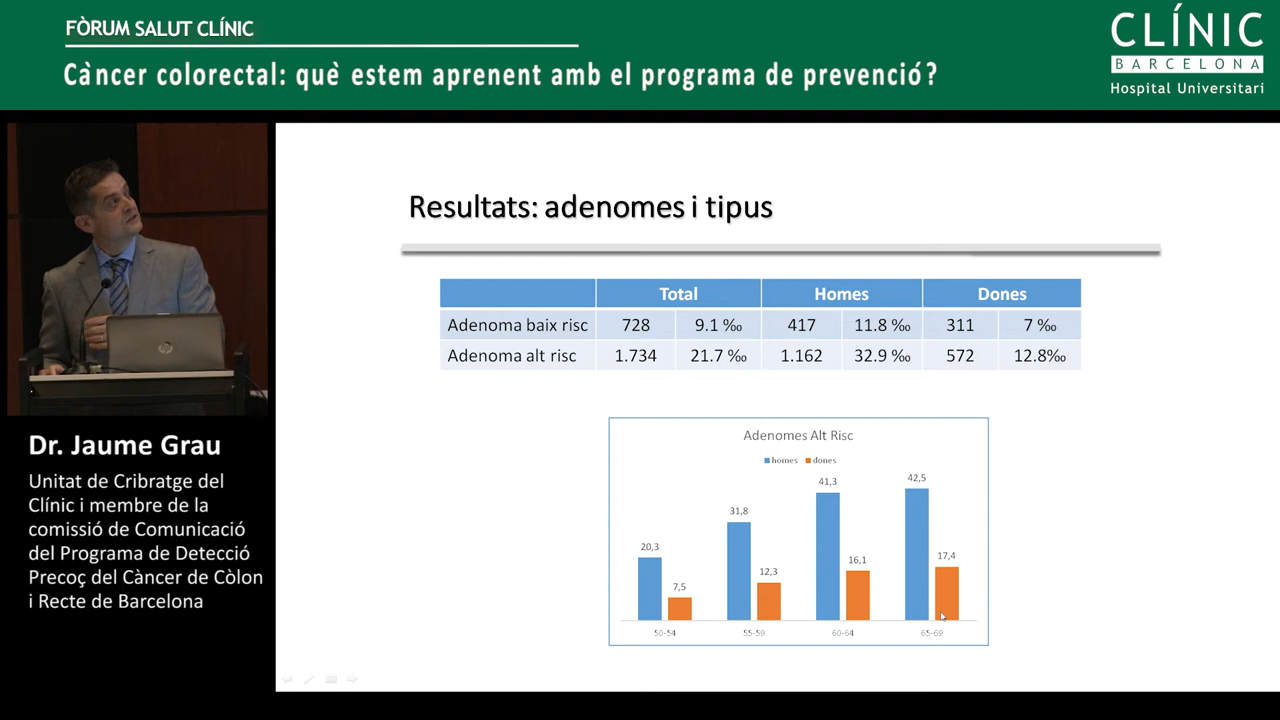 FÒRUM SALUT CLÍNIC
Càncer colorectal: què estem aprenent amb el programa de prevenció?
CLÍNIC
BARCELONA
Hospital Universitari
Resultats: adenomes i tipus
Total Homes Dones
Adenoma baix risc 728 9.1 ‰ 417 11.8 ‰ 311 7 ‰
Adenoma alt risc 1.734 21.7 ‰ 1.162 32.9 ‰ 572 12.8‰
Adenomes Alt Risc
homes dones
20,3 7,5 31,8 12,3 41,3 16,1 42,5 17,4
50-54 55-59 60-64 65-69
Dr. Jaume Grau
Unitat de Cribratge del
Clínic i membre de la
comissió de Comunicació
del Programa de Detecció
Precoç del Càncer de Còlon
i Recte de Barcelona
hp